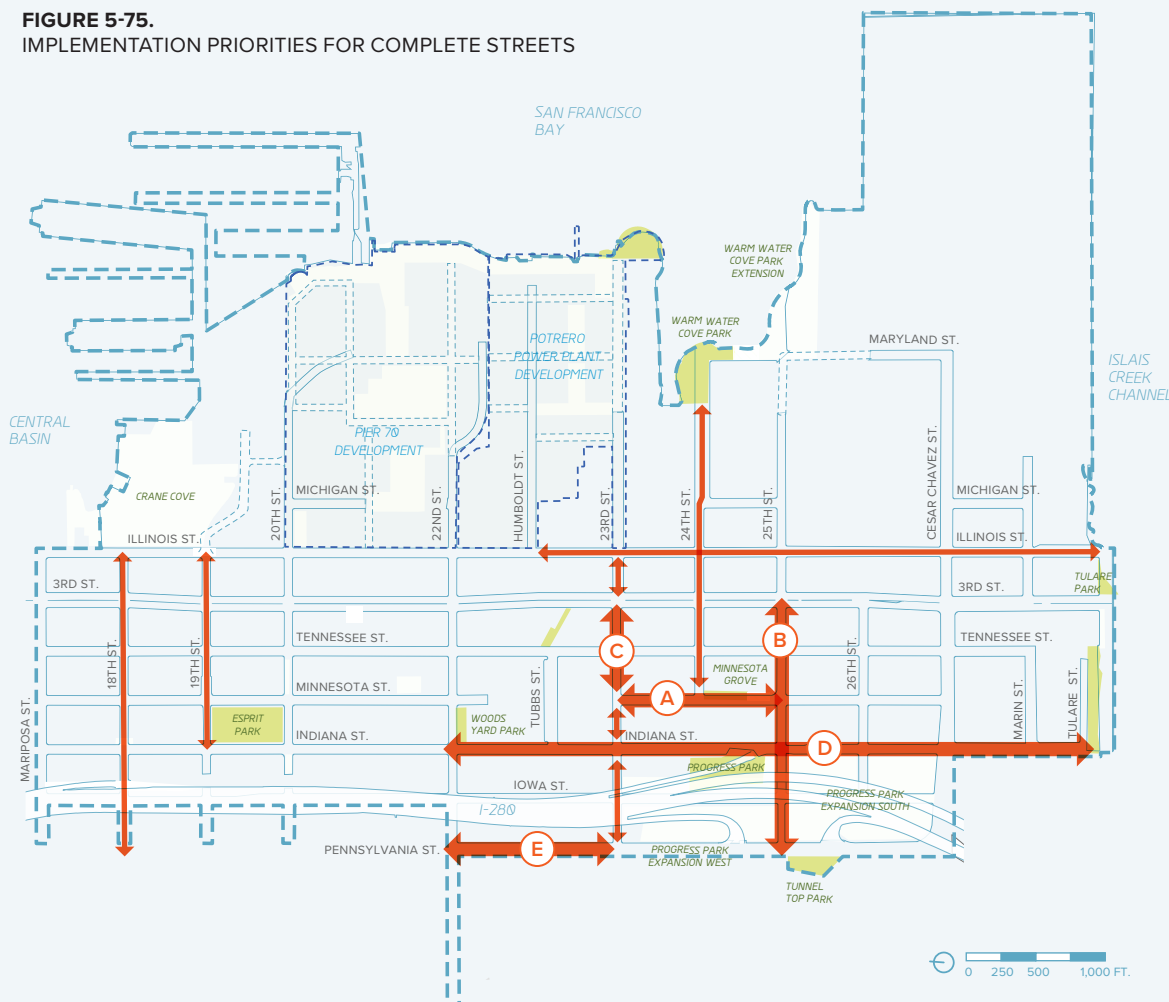 FIGURE 5-75.
IMPLEMENTATION PRIORITIES FOR COMPLETE STREETS
SAN FRANCISCO
BAY
WARM WATER
COVE PARK
EXTENSION
WARM WATER
COVE PARK
MARYLAND ST.
ISLAIS
CREEK
CHANNEL
POTRERO
POWER PLANT
DEVELOPMENT
CENTRAL
BASIN
PIER 70
DEVELOPMENT
CRANE COVE
20TH ST.
MICHIGAN ST.
22ND ST.
HUMBOLDT ST.
23RD ST.
24TH ST.
25TH ST.
CESAR CHAVEZ ST.
MICHIGAN ST.
ILLINOIS ST.
ILLINOIS ST.
3RD ST.
3RD ST.
TULARE
PARK
18TH ST.
19TH ST.
TENNESSEE ST.
C
B
26TH ST.
TENNESSEE ST.
MINNESOTA ST.
TUBBS ST.
A
MINNESOTA
GROVE
MARIN ST.
TULARE ST.
MARIPOSA ST.
ESPRIT
PARK
INDIANA ST.
WOODS
YARD PARK
INDIANA ST.
D
PROGRESS PARK
IOWA ST.
PROGRESS PARK
EXPANSION SOUTH
I-280
PENNSYLVANIA ST.
E
PROGRESS PARK
EXPANSION WEST
TUNNEL
TOP PARK
0 250 500 1,000 FT.